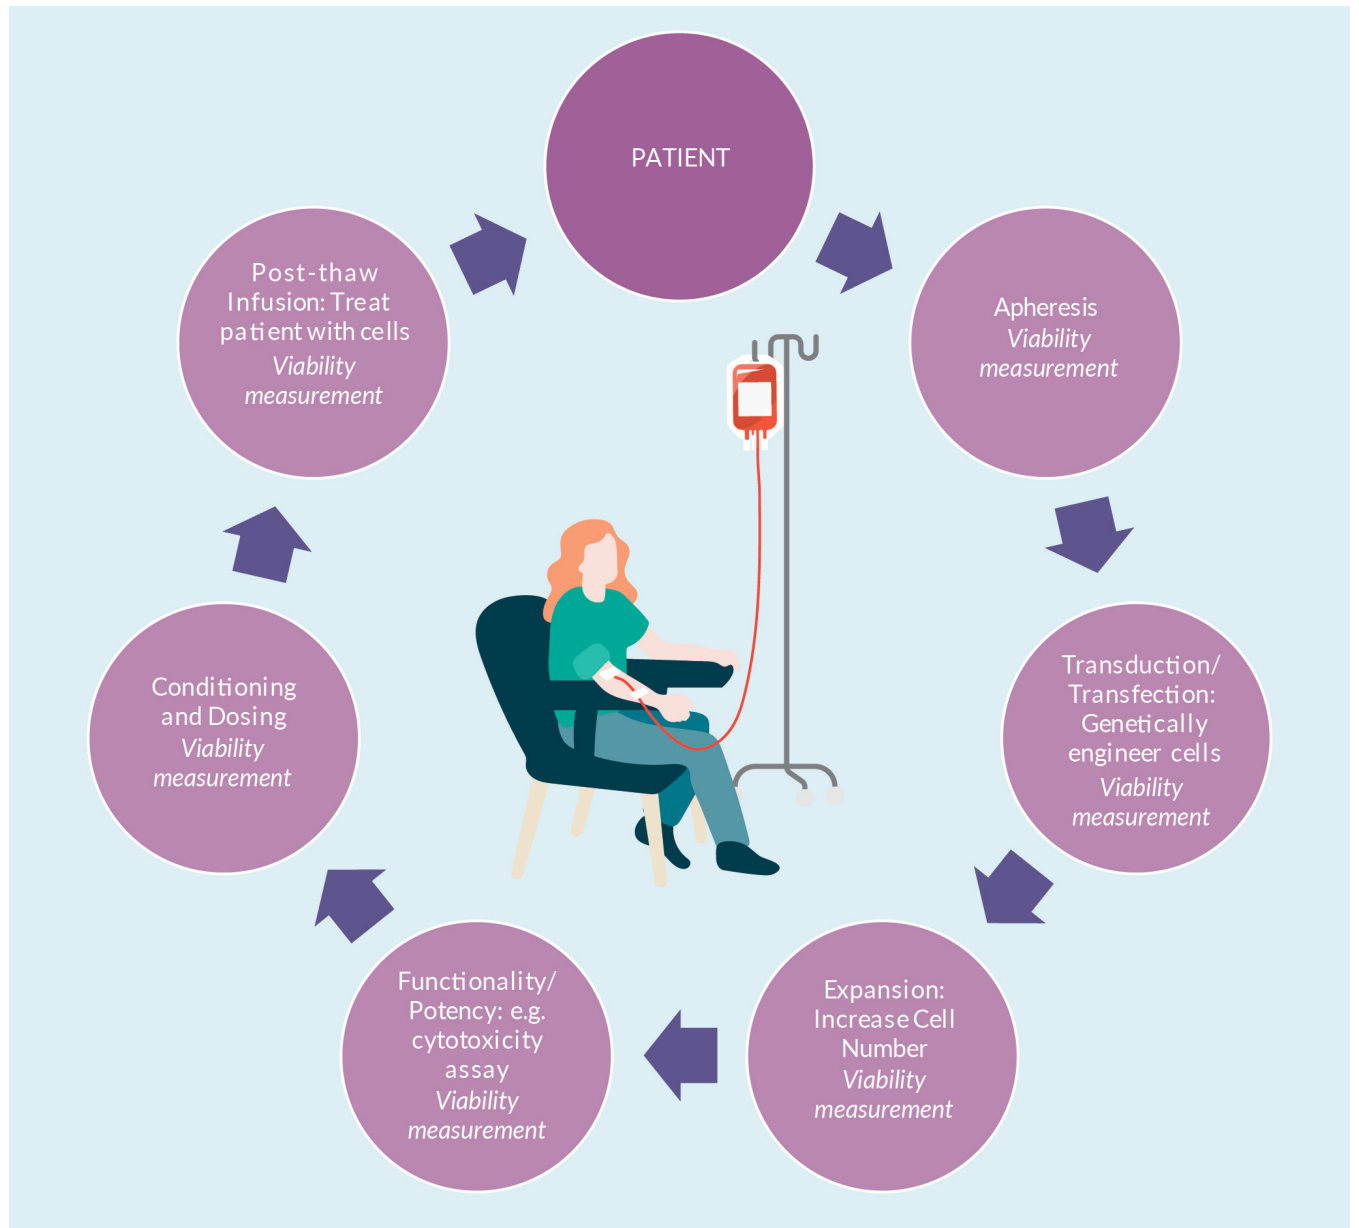 PATIENT
Apheresis
Viability
measurement
Transduction/
Transfection:
Genetically
engineer cells
Viability
measurement
Expansion:
Increase Cell
Number
Viability
measurement
Functionality/
Potency: e.g.
cytotoxicity
assay
Viability
measurement
Conditioning
and Dosing
Viability
measurement
Post-thaw
Infusion: Treat
patient with cells
Viability
measurement